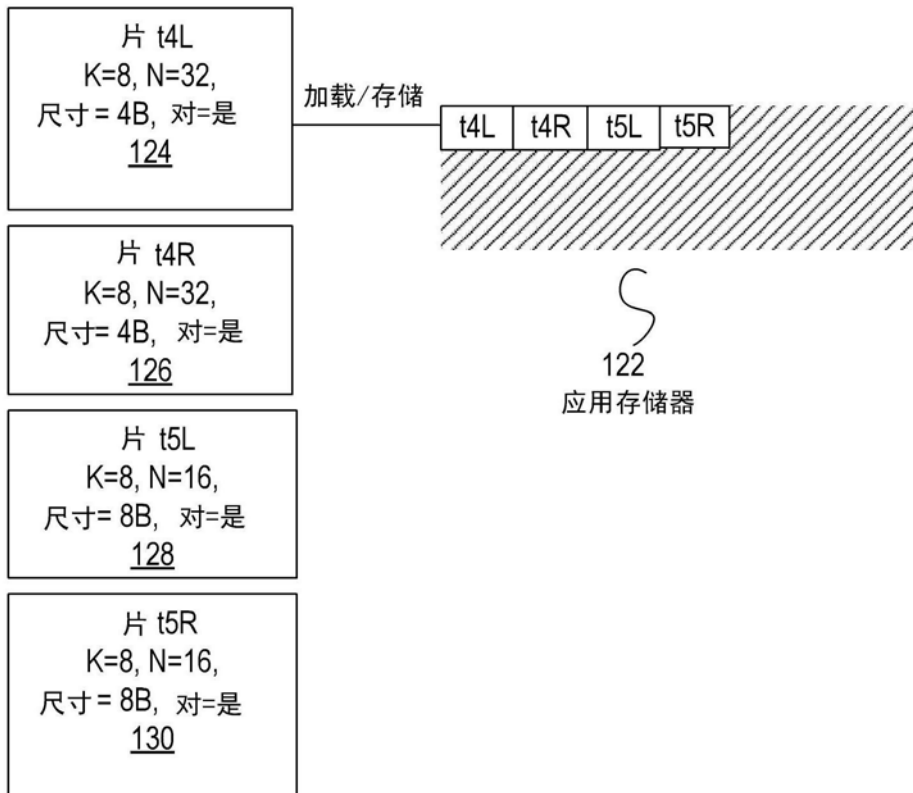 片 t4L
K=8, N=32,
尺寸= 4B, 对=是
124
加载/存储
t4L t4R t5L t5R
片 t4R
K=8, N=32,
尺寸= 4B, 对=是
126
122
应用存储器
片 t5L
K=8, N=16,
尺寸= 8B, 对=是
128
片 t5R
K=8, N=16,
尺寸= 8B, 对=是
130